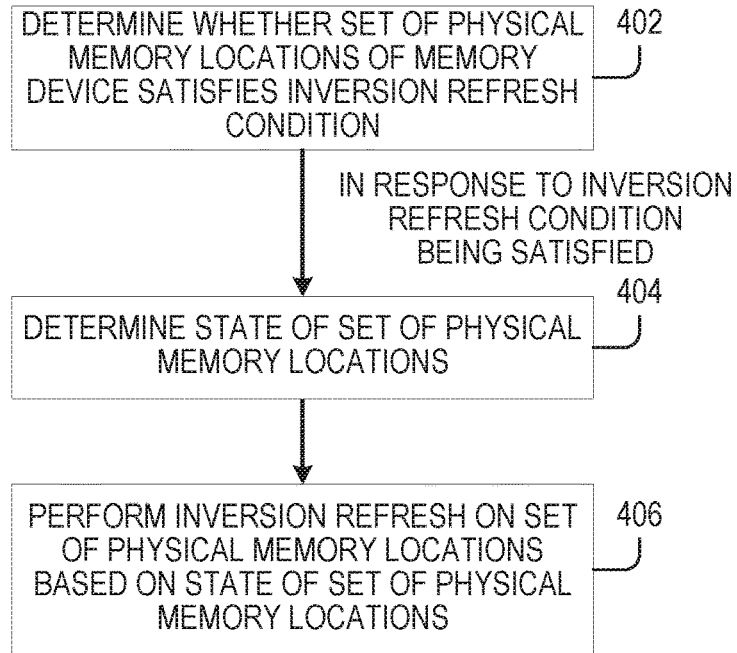 DETERMINE WHETHER SET OF PHYSICAL
MEMORY LOCATIONS OF MEMORY
DEVICE SATISFIES INVERSION REFRESH
CONDITION
402
IN RESPONSE TO INVERSION
REFRESH CONDITION
BEING SATISFIED
404
DETERMINE STATE OF SET OF PHYSICAL
MEMORY LOCATIONS
PERFORM INVERSION REFRESH ON SET
OF PHYSICAL MEMORY LOCATIONS
BASED ON STATE OF SET OF PHYSICAL
MEMORY LOCATIONS
406